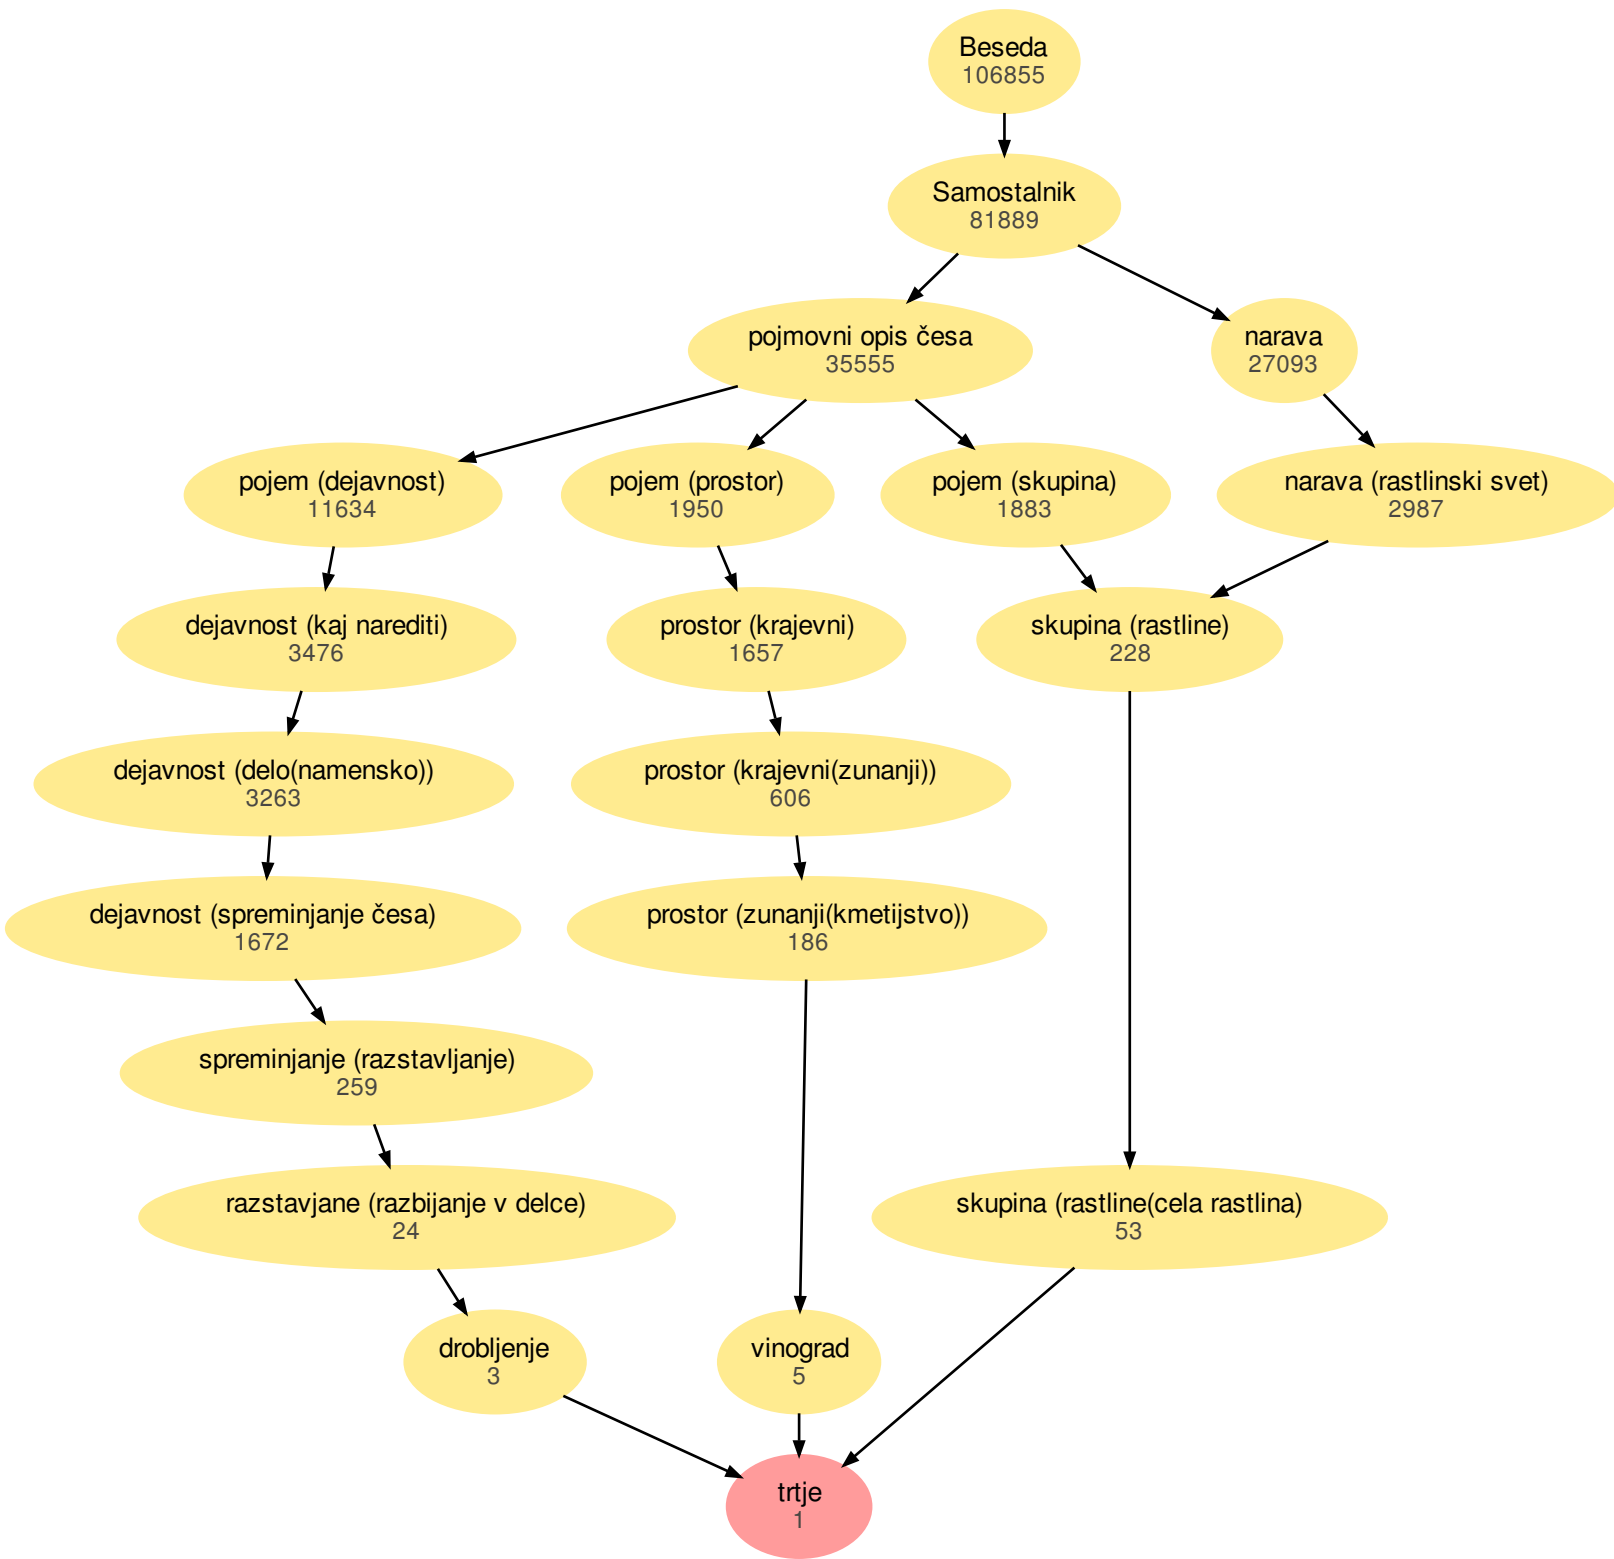 Beseda
106855
Samostalnik
81889
pojmovni opis česa
35555
narava
27093
pojem (dejavnost)
11634
pojem (prostor)
1950
pojem (skupina)
1883
narava (rastlinski svet)
2987
dejavnost (kaj narediti)
3476
prostor (krajevni)
1657
skupina (rastline)
228
dejavnost (delo(namensko))
3263
prostor (krajevni(zunanji))
606
dejavnost (spreminjanje česa)
1672
prostor (zunanji(kmetijstvo))
186
spreminjanje (razstavljanje)
259
razstavjane (razbijanje v delce)
24
skupina (rastline(cela rastlina)
53
drobljenje
3
vinograd
5
trtje
1